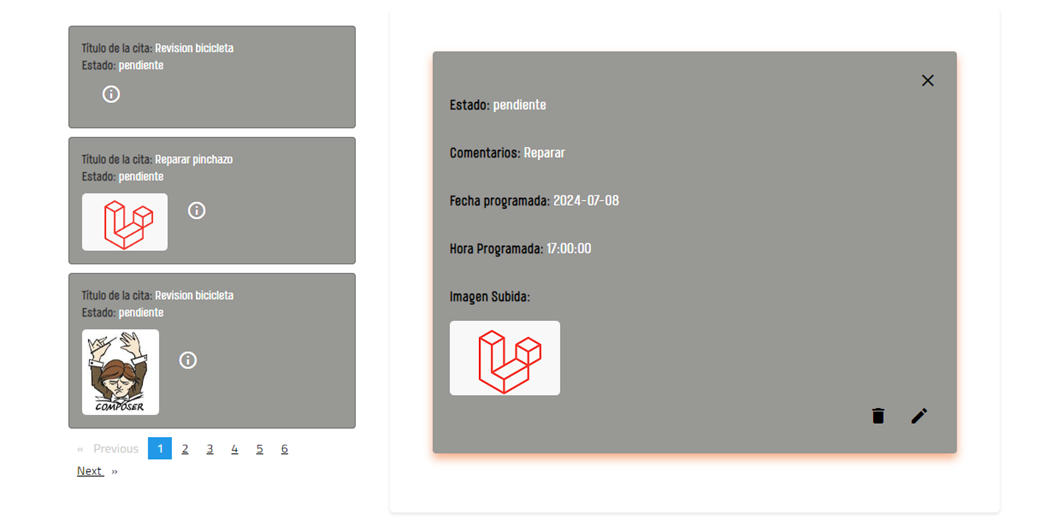 Título de la cita: Revision bicicleta
Estado: pendiente
Título de la cita: Reparar pinchazo
Estado: pendiente
Título de la cita: Revision bicicleta
Estado: pendiente
COMPOSER
« Previous 1 2 3 4 5 6
Next »
Estado: pendiente
Comentarios: Reparar
Fecha programada: 2024-07-08
Hora Programada: 17:00:00
Imagen Subida: